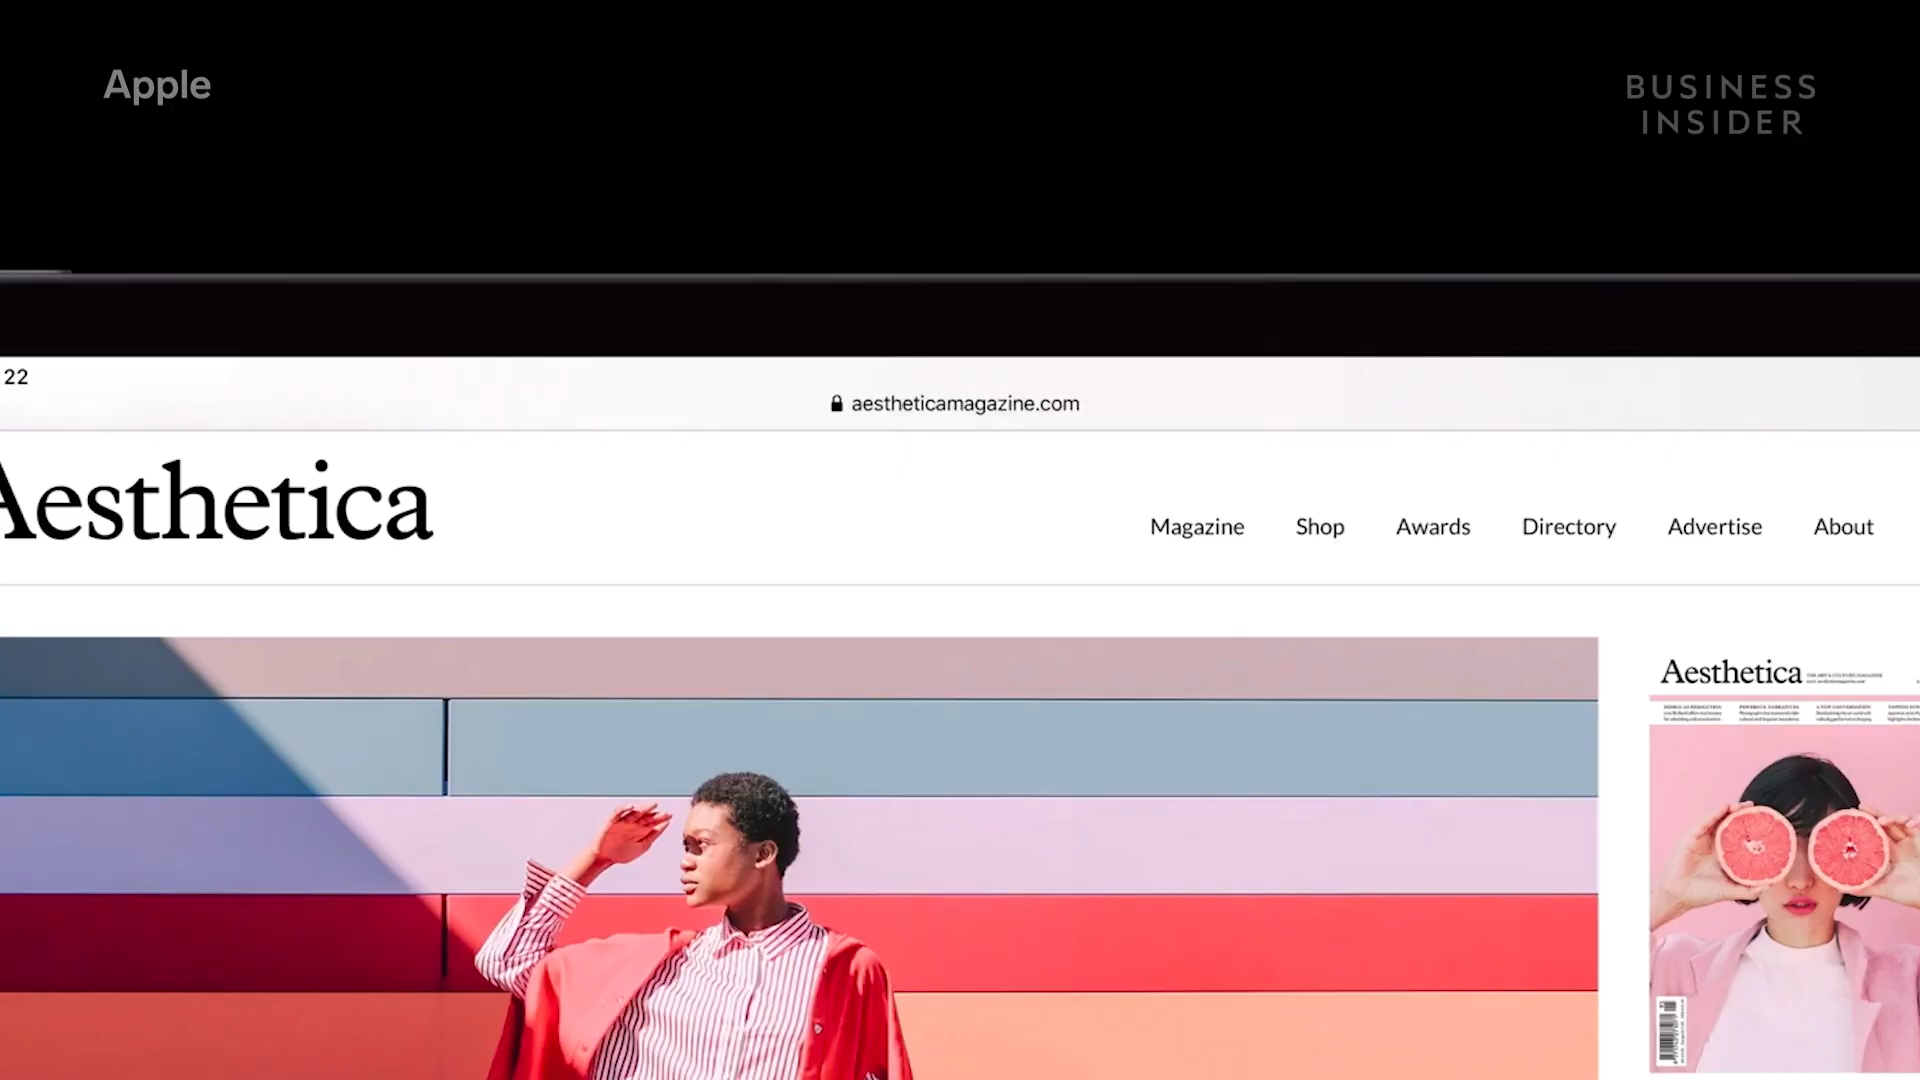 Apple
BUSINESS
INSIDER
22
aestheticamagazine.com
Aesthetica
Magazine Shop Awards Directory Advertise About
Aesthetica